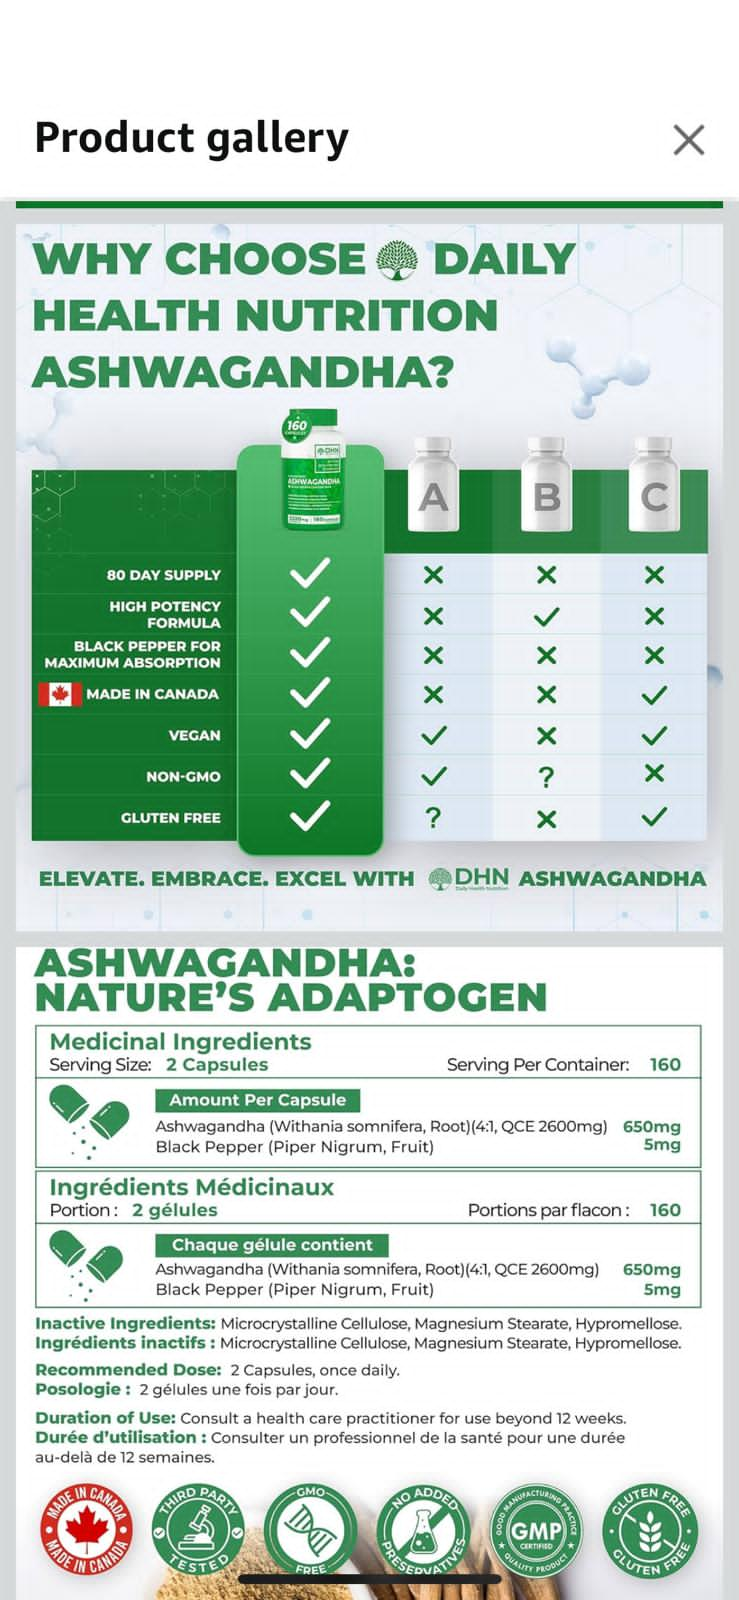 Product gallery
WHY CHOOSE DAILY
HEALTH NUTRITION
ASHWAGANDHA?
160
CAPSULES
DHN
ASHWAGANDHA
A
B
C
80 DAY SUPPLY
HIGH POTENCY
FORMULA
BLACK PEPPER FOR
MAXIMUM ABSORPTION
MADE IN CANADA
VEGAN
NON-GMO
?
GLUTEN FREE
?
ELEVATE. EMBRACE. EXCEL WITH DHN ASHWAGANDHA
Daily Health Nutrition
ASHWAGANDHA:
NATURE'S ADAPTOGEN
Medicinal Ingredients
Serving Size: 2 Capsules Serving Per Container: 160
Amount Per Capsule
Ashwagandha (Withania somnifera, Root)(4:1, QCE 2600mg) 650mg
Black Pepper (Piper Nigrum, Fruit) 5mg
Ingrédients Médicinaux
Portion : 2 gélules Portions par flacon : 160
Chaque gélule contient
Ashwagandha (Withania somnifera, Root)(4:1, QCE 2600mg) 650mg
Black Pepper (Piper Nigrum, Fruit) 5mg
Inactive Ingredients: Microcrystalline Cellulose, Magnesium Stearate, Hypromellose.
Ingrédients inactifs : Microcrystalline Cellulose, Magnesium Stearate, Hypromellose.
Recommended Dose: 2 Capsules, once daily.
Posologie : 2 gélules une fois par jour.
Duration of Use: Consult a health care practitioner for use beyond 12 weeks.
Durée d'utilisation : Consulter un professionnel de la santé pour une durée
au-delà de 12 semaines.
MADE IN CANADA
MADE IN CANADA
THIRD PARTY
TESTED
GMO
FREE
NO ADDED
PRESERVATIVES
GOOD MANUFACTURING PRACTICE
GMP
CERTIFIED
QUALITY PRODUCT
GLUTEN FREE
GLUTEN FREE